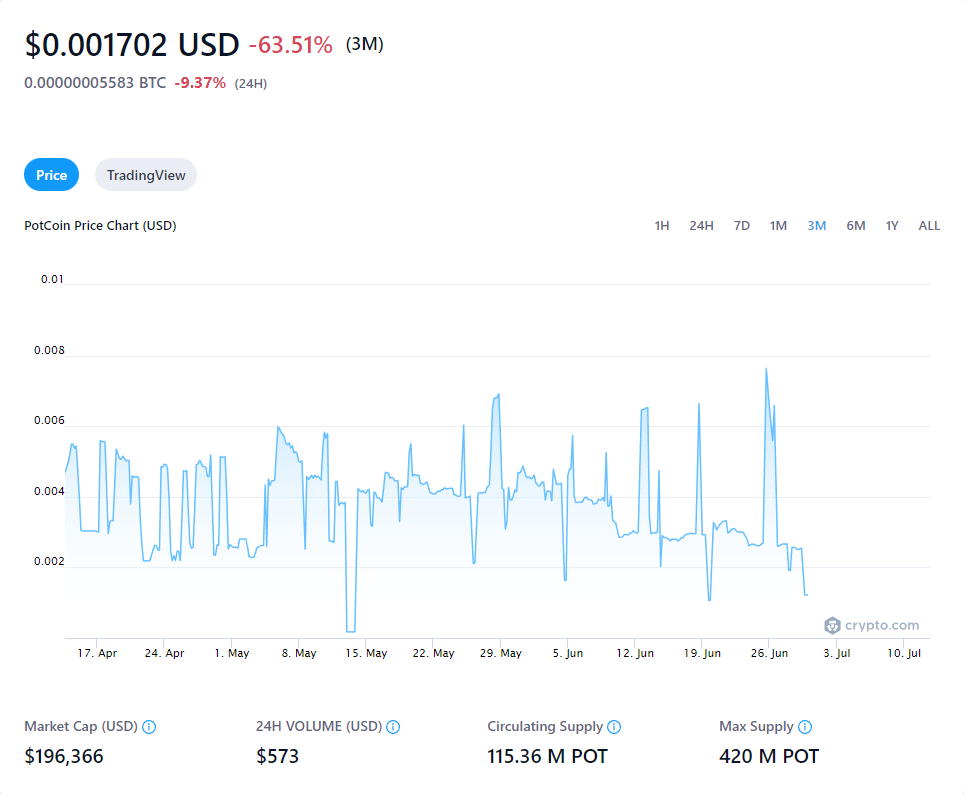 $0.001702 USD -63.51% (3M)
0.00000005583 BTC -9.37% (24H)
Price TradingView
PotCoin Price Chart (USD) 1H 24H 7D 1M 3M 6M 1Y ALL
0.01
0.008
0.006
0.004
0.002
crypto.com
17. Apr 24. Apr 1. May 8. May 15. May 22. May 29. May 5. Jun 12. Jun 19. Jun 26. Jun 3. Jul 10. Jul
Market Cap (USD) 24H VOLUME (USD) Circulating Supply Max Supply
$196,366 $573 115.36 M POT 420 M POT